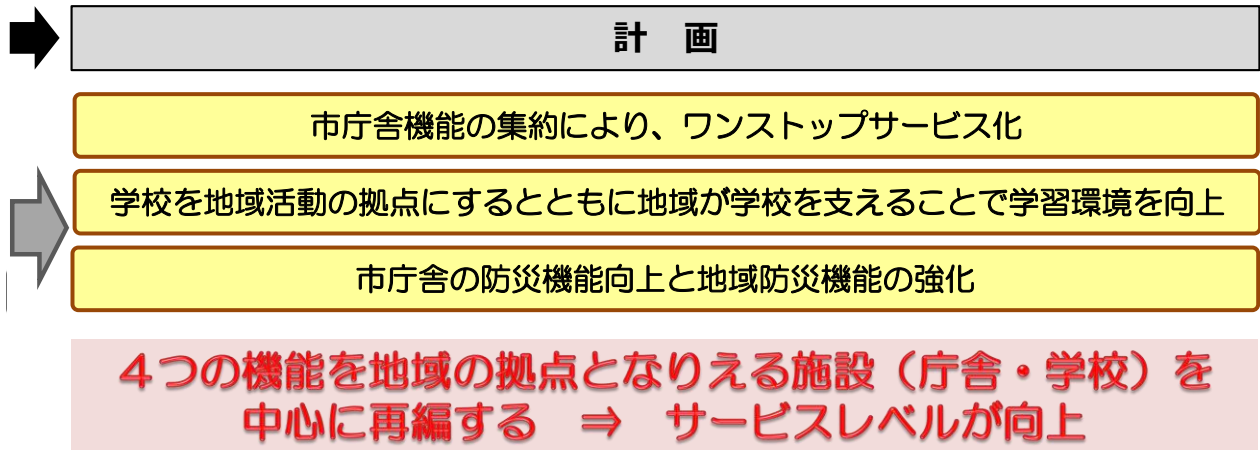 計　画
市庁舎機能の集約により、ワンストップサービス化
学校を地域活動の拠点にするとともに地域が学校を支えることで学習環境を向上
市庁舎の防災機能向上と地域防災機能の強化
４つの機能を地域の拠点となりえる施設（庁舎・学校）を
中心に再編する　⇒　サービスレベルが向上